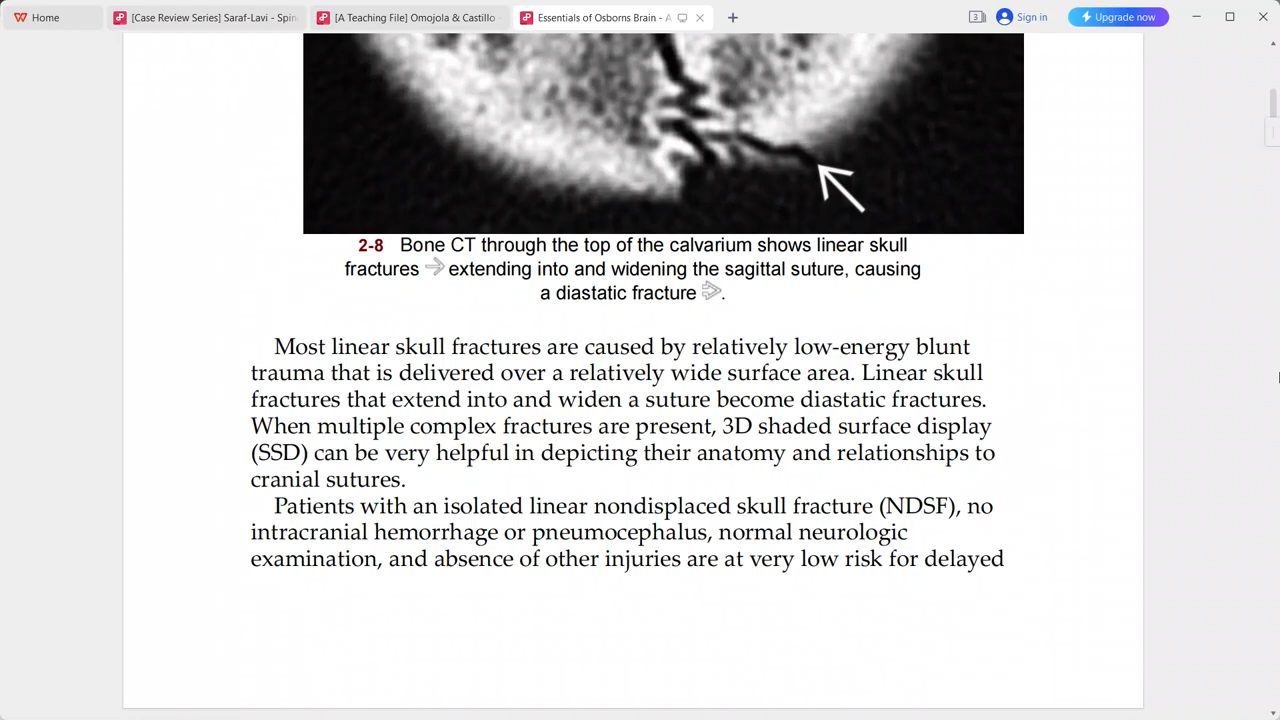 Home
[Case Review Series] Saraf-Lavi - Spin
[A Teaching File] Omojola & Castillo
Essentials of Osborns Brain - A
3
Sign in
Upgrade now
2-8 Bone CT through the top of the calvarium shows linear skull
fractures extending into and widening the sagittal suture, causing
a diastatic fracture .
Most linear skull fractures are caused by relatively low-energy blunt
trauma that is delivered over a relatively wide surface area. Linear skull
fractures that extend into and widen a suture become diastatic fractures.
When multiple complex fractures are present, 3D shaded surface display
(SSD) can be very helpful in depicting their anatomy and relationships to
cranial sutures.
Patients with an isolated linear nondisplaced skull fracture (NDSF), no
intracranial hemorrhage or pneumocephalus, normal neurologic
examination, and absence of other injuries are at very low risk for delayed